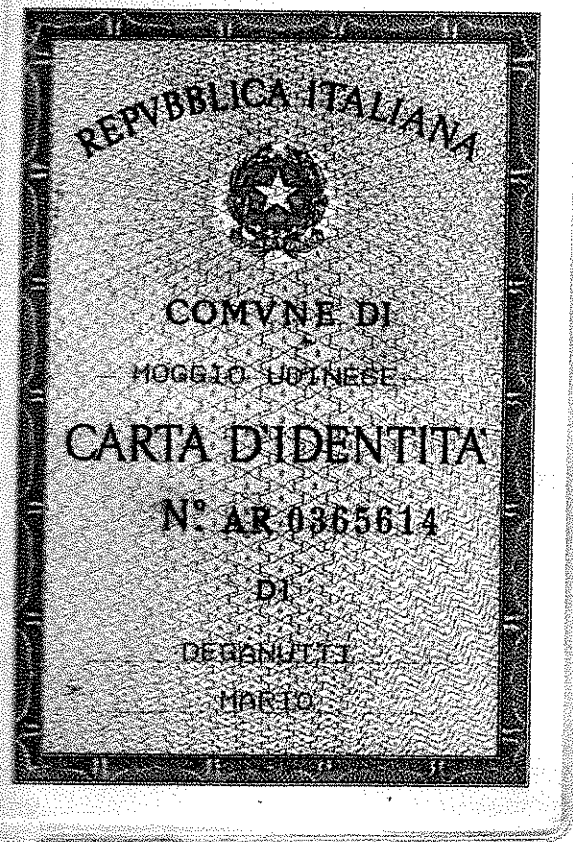 REPVBBLICA ITALIANA
COMVNE DI
MOGGIO UDINESE
CARTA D'IDENTITA'
N° AR 0365614
DI
DEGANUTTI
MARIO